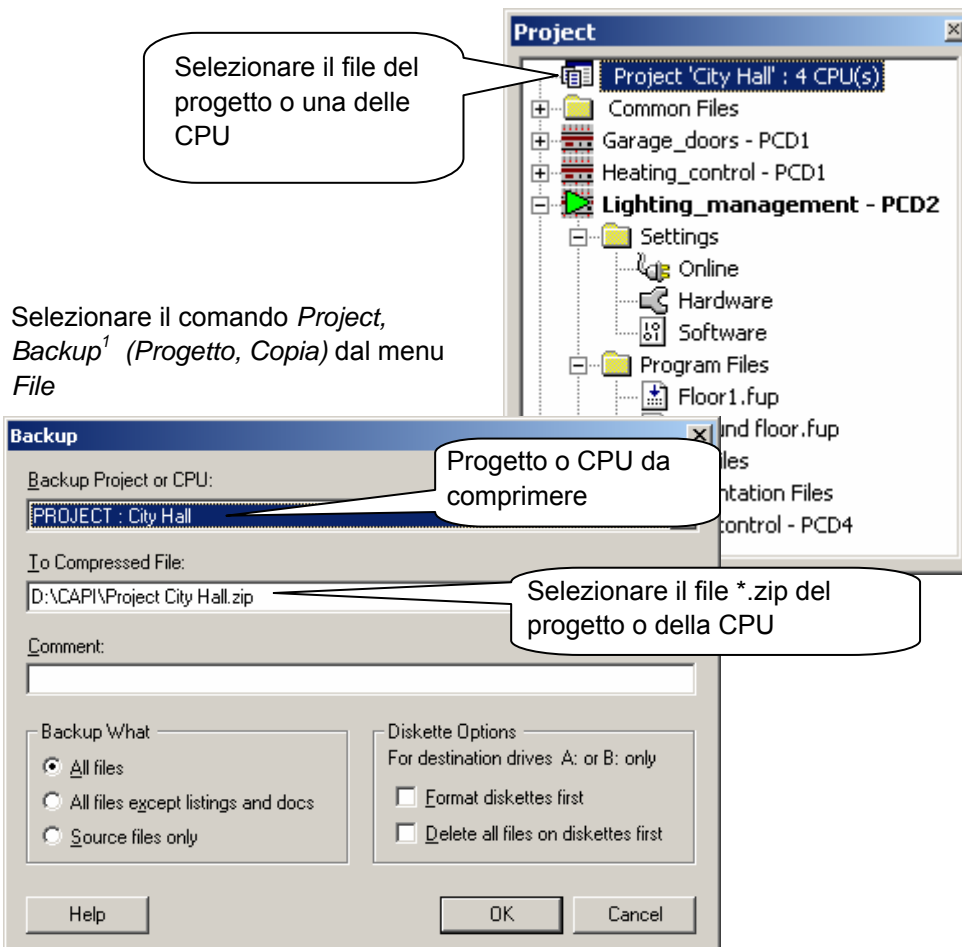 Selezionare il file del
progetto o una delle
CPU
Project
Project 'City Hall' : 4 CPU(s)
Common Files
Garage_doors - PCD1
Heating_control - PCD1
Lighting_management - PCD2
Settings
Online
Hardware
Software
Program Files
Floor1.fup
und floor.fup
iles
ntation Files
control - PCD4
Selezionare il comando Project,
Backup¹ (Progetto, Copia) dal menu
File
Backup
Backup Project or CPU:
PROJECT : City Hall
Progetto o CPU da
comprimere
To Compressed File:
D:\CAPI\Project City Hall.zip
Selezionare il file *.zip del
progetto o della CPU
Comment:
Backup What
All files
All files except listings and docs
Source files only
Diskette Options
For destination drives A: or B: only
Format diskettes first
Delete all files on diskettes first
Help
OK
Cancel